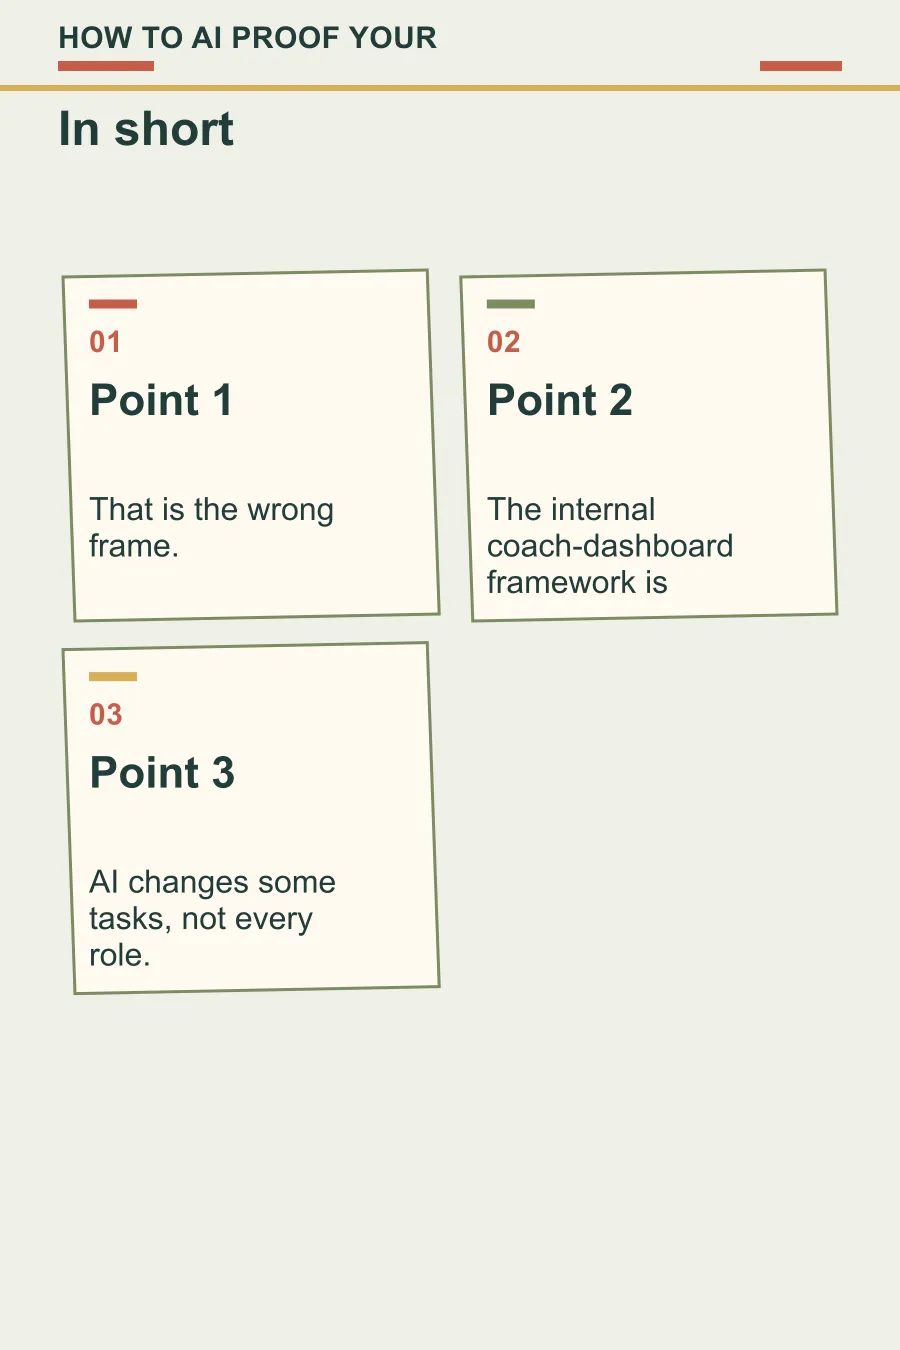 HOW TO AI PROOF YOUR
In short
01
Point 1
That is the wrong
frame.
02
Point 2
The internal
coach-dashboard
framework is
03
Point 3
AI changes some
tasks, not every
role.